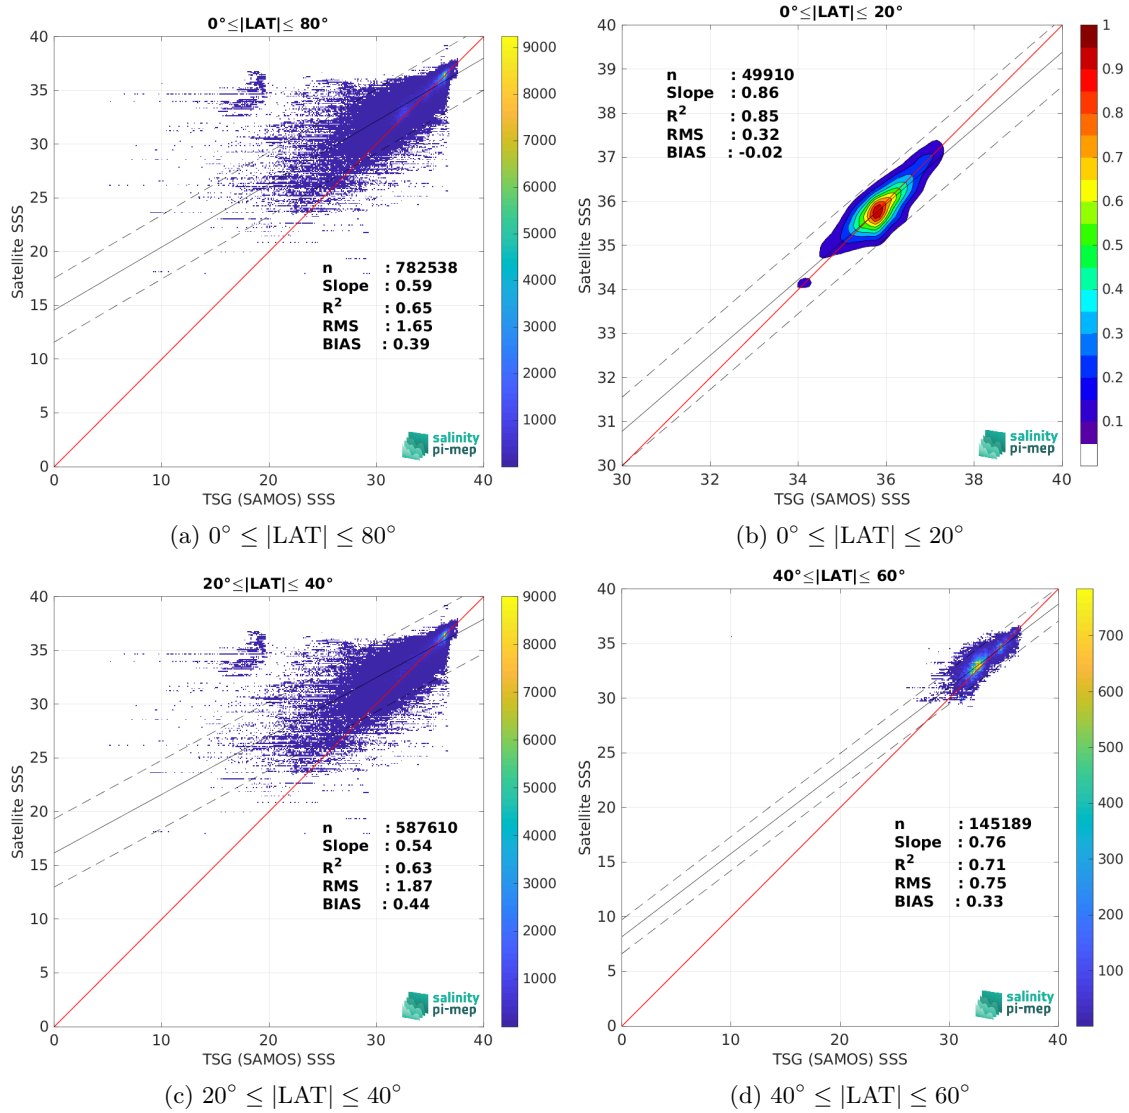 0°≤|LAT|≤ 80°
40
35
30
25
20
15
10
5
0
Satellite SSS
n : 782538
Slope : 0.59
R² : 0.65
RMS : 1.65
BIAS : 0.39
salinity
pi-mep
0 10 20 30 40
TSG (SAMOS) SSS
9000
8000
7000
6000
5000
4000
3000
2000
1000
(a) 0° ≤ |LAT| ≤ 80°
0°≤|LAT|≤ 20°
40
39
38
37
36
35
34
33
32
31
30
Satellite SSS
n : 49910
Slope : 0.86
R² : 0.85
RMS : 0.32
BIAS : -0.02
salinity
pi-mep
30 32 34 36 38 40
TSG (SAMOS) SSS
1
0.9
0.8
0.7
0.6
0.5
0.4
0.3
0.2
0.1
(b) 0° ≤ |LAT| ≤ 20°
20°≤|LAT|≤ 40°
40
35
30
25
20
15
10
5
0
Satellite SSS
n : 587610
Slope : 0.54
R² : 0.63
RMS : 1.87
BIAS : 0.44
salinity
pi-mep
0 10 20 30 40
TSG (SAMOS) SSS
9000
8000
7000
6000
5000
4000
3000
2000
1000
(c) 20° ≤ |LAT| ≤ 40°
40°≤|LAT|≤ 60°
40
35
30
25
20
15
10
5
0
Satellite SSS
n : 145189
Slope : 0.76
R² : 0.71
RMS : 0.75
BIAS : 0.33
salinity
pi-mep
0 10 20 30 40
TSG (SAMOS) SSS
700
600
500
400
300
200
100
(d) 40° ≤ |LAT| ≤ 60°